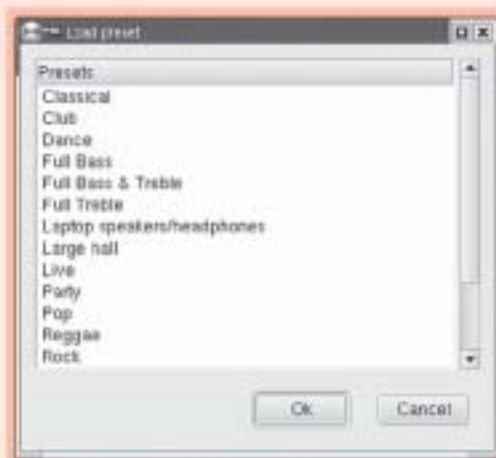 Load preset
Presets
Classical
Club
Dance
Full Bass
Full Bass & Treble
Full Treble
Laptop speakers/headphones
Large hall
Live
Party
Pop
Reggae
Rock
Ok
Cancel